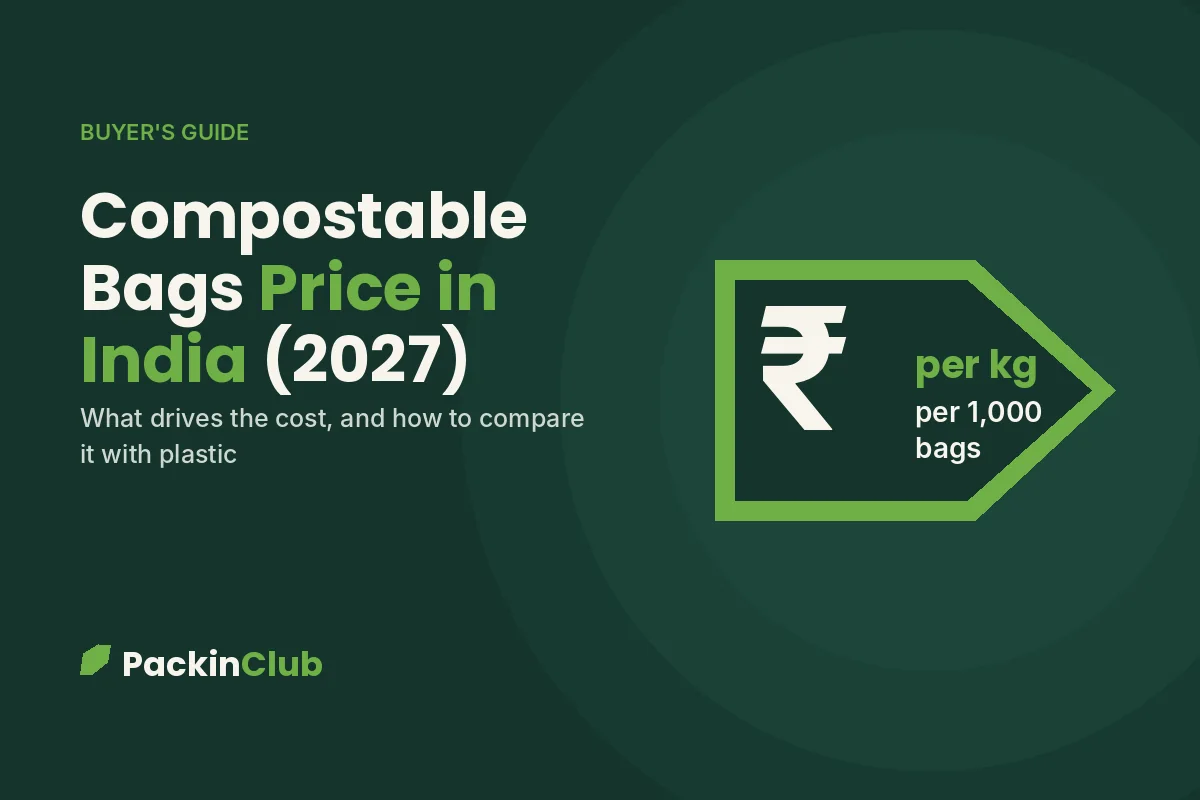 BUYER'S GUIDE
Compostable
Bags Price in
India (2027)
What drives the cost, and how to compare
it with plastic
₹
per kg
per 1,000
bags
PackinClub